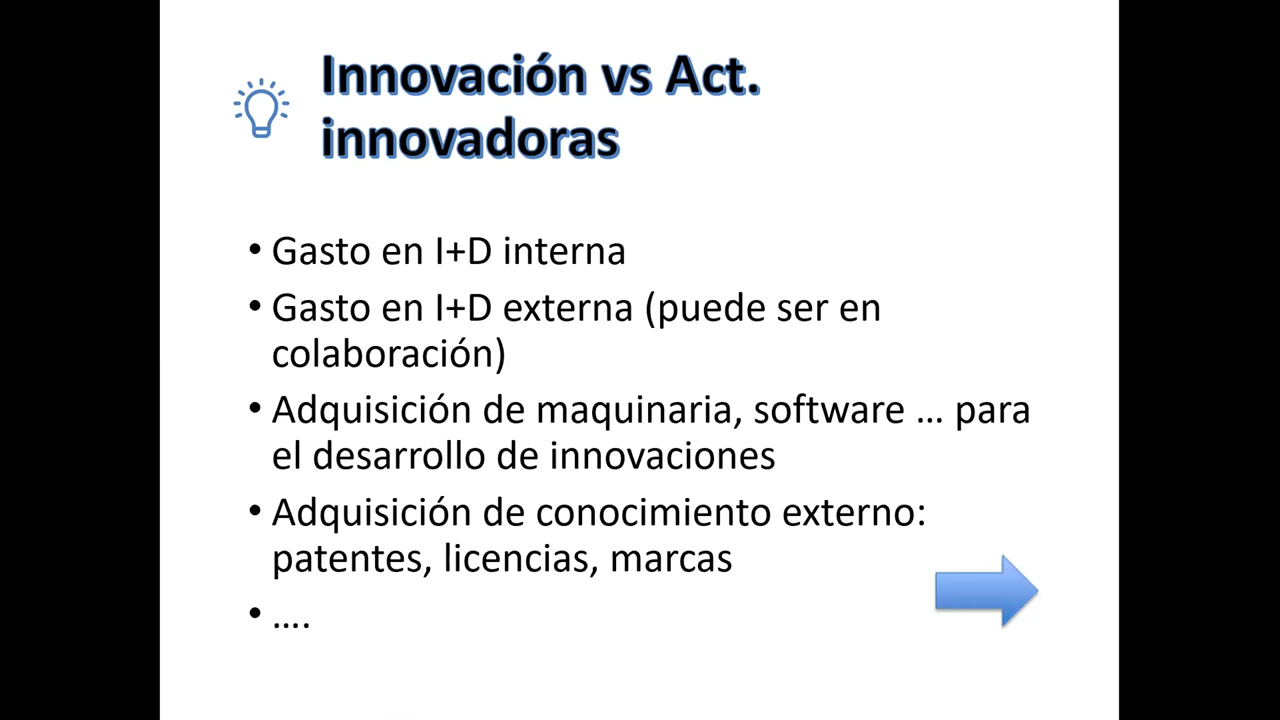 Innovación vs Act.
innovadoras
• Gasto en I+D interna
• Gasto en I+D externa (puede ser en
colaboración)
• Adquisición de maquinaria, software ... para
el desarrollo de innovaciones
• Adquisición de conocimiento externo:
patentes, licencias, marcas
• ....